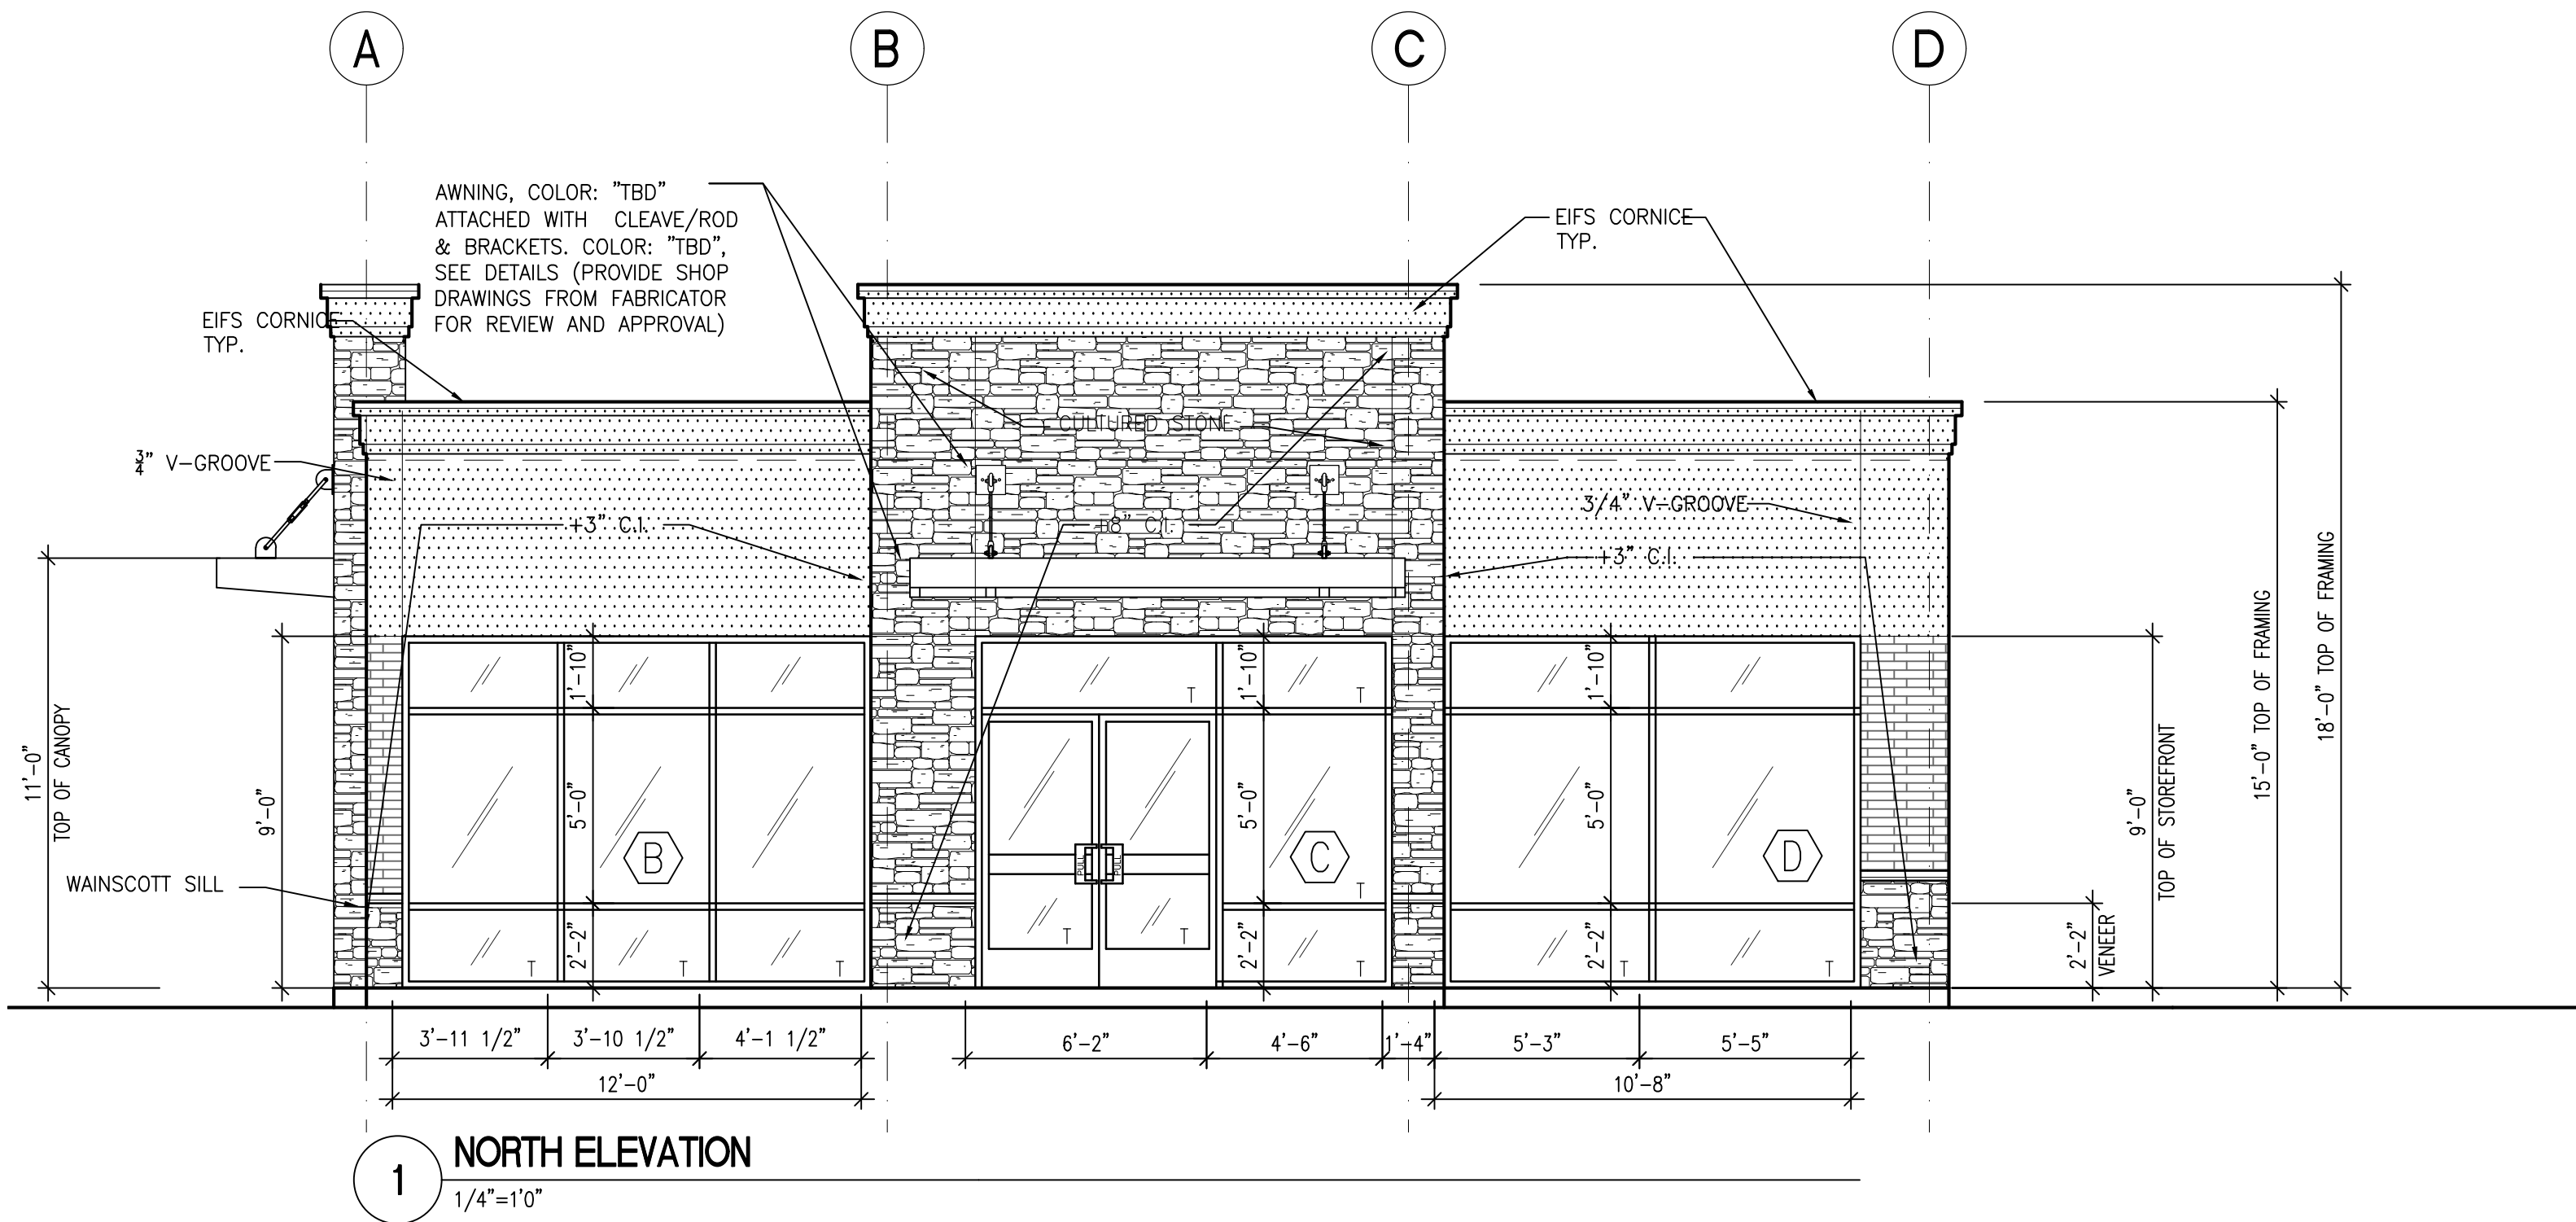 A
B
C
D
AWNING, COLOR: "TBD"
ATTACHED WITH CLEAVE/ROD
& BRACKETS. COLOR: "TBD",
SEE DETAILS (PROVIDE SHOP
DRAWINGS FROM FABRICATOR
FOR REVIEW AND APPROVAL)
EIFS CORNICE
TYP.
EIFS CORNICE
TYP.
CULTURED STONE
3/4" V-GROOVE
3/4" V-GROOVE
+3" C.I.
+8" C.I.
+3" C.I.
11'-0"
TOP OF CANOPY
9'-0"
WAINSCOTT SILL
1'-10"
5'-0"
2'-2"
B
T
T
T
1'-10"
5'-0"
2'-2"
C
T
T
T
T
T
T
PULL
PULL
1'-10"
5'-0"
2'-2"
D
T
T
2'-2"
VENEER
9'-0"
TOP OF STOREFRONT
15'-0" TOP OF FRAMING
18'-0" TOP OF FRAMING
3'-11 1/2"
3'-10 1/2"
4'-1 1/2"
6'-2"
4'-6"
1'-4"
5'-3"
5'-5"
12'-0"
10'-8"
1
NORTH ELEVATION
1/4"=1'0"